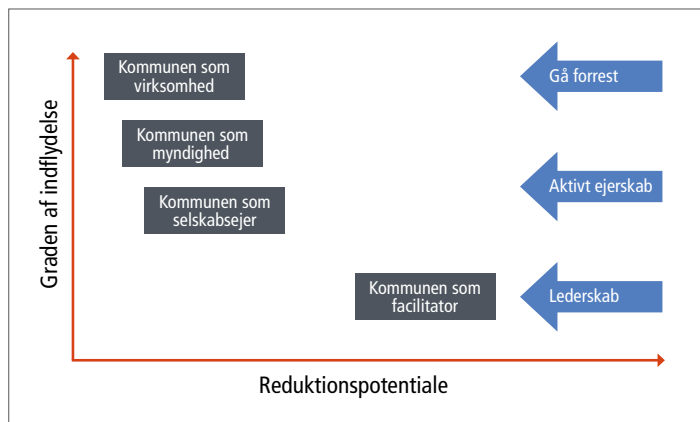 Kommunen som
virksomhed
Gå forrest
Kommunen som
myndighed
Aktivt ejerskab
Kommunen som
selskabsejer
Kommunen som
facilitator
Lederskab
Graden af indflydelse
Reduktionspotentiale